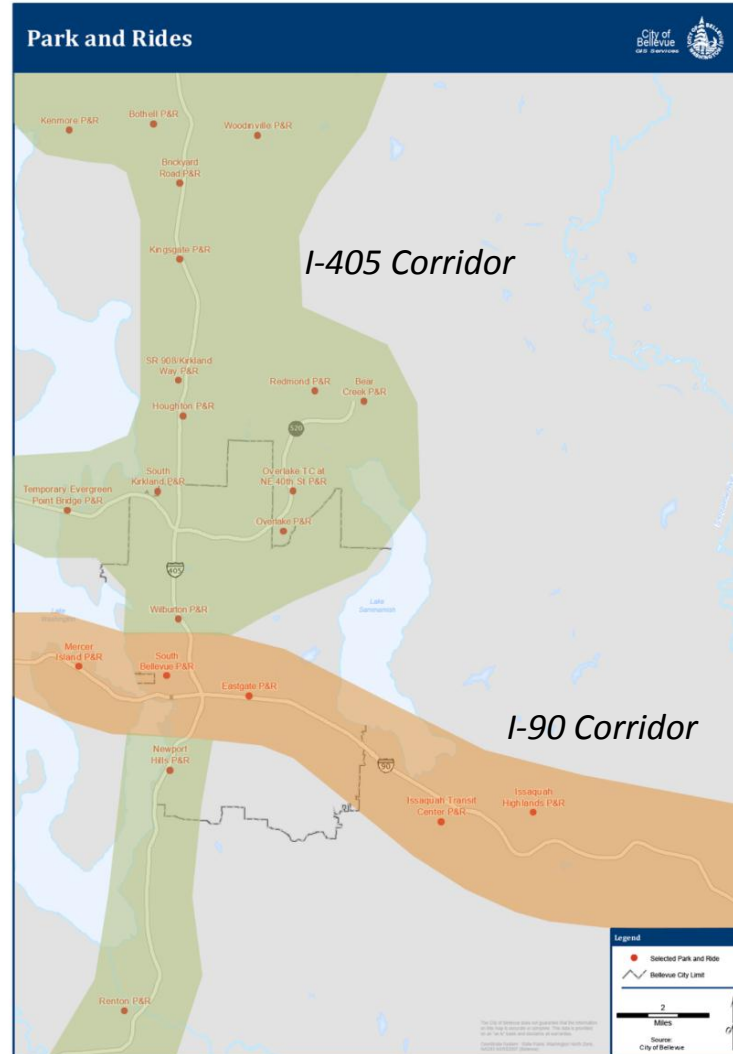 Park and Rides
City of
Bellevue
GIS Services
Kenmore P&R
Bothell P&R
Woodinville P&R
Brickyard
Road P&R
Kingsgate P&R
I-405 Corridor
SR 908/Kirkland
Way P&R
Redmond P&R
Bear
Creek P&R
Houghton P&R
520
South
Kirkland P&R
Overlake TC at
NE 40th St P&R
Temporary Evergreen
Point Bridge P&R
Overlake P&R
405
Lake
Washington
Wilburton P&R
Lake
Sammamish
Mercer
Island P&R
South
Bellevue P&R
Eastgate P&R
I-90 Corridor
Newport
Hills P&R
90
Issaquah Transit
Center P&R
Issaquah
Highlands P&R
Renton P&R
Legend
Selected Park and Ride
Bellevue City Limit
2
Miles
Source:
City of Bellevue